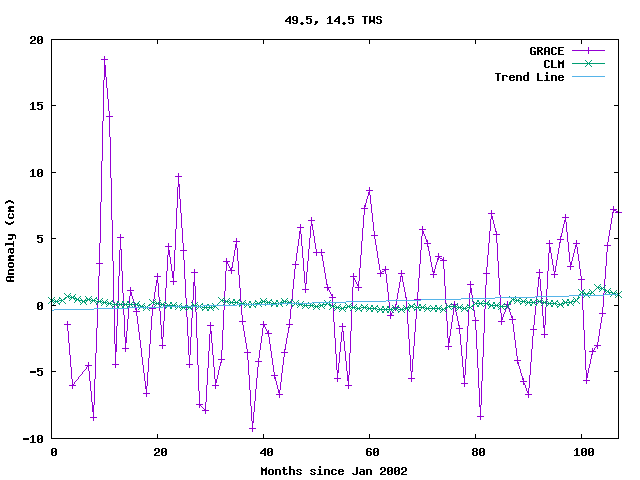 49.5, 14.5 TWS
GRACE
CLM
Trend Line
20
15
10
5
0
-5
-10
Anomaly (cm)
0 20 40 60 80 100
Months since Jan 2002